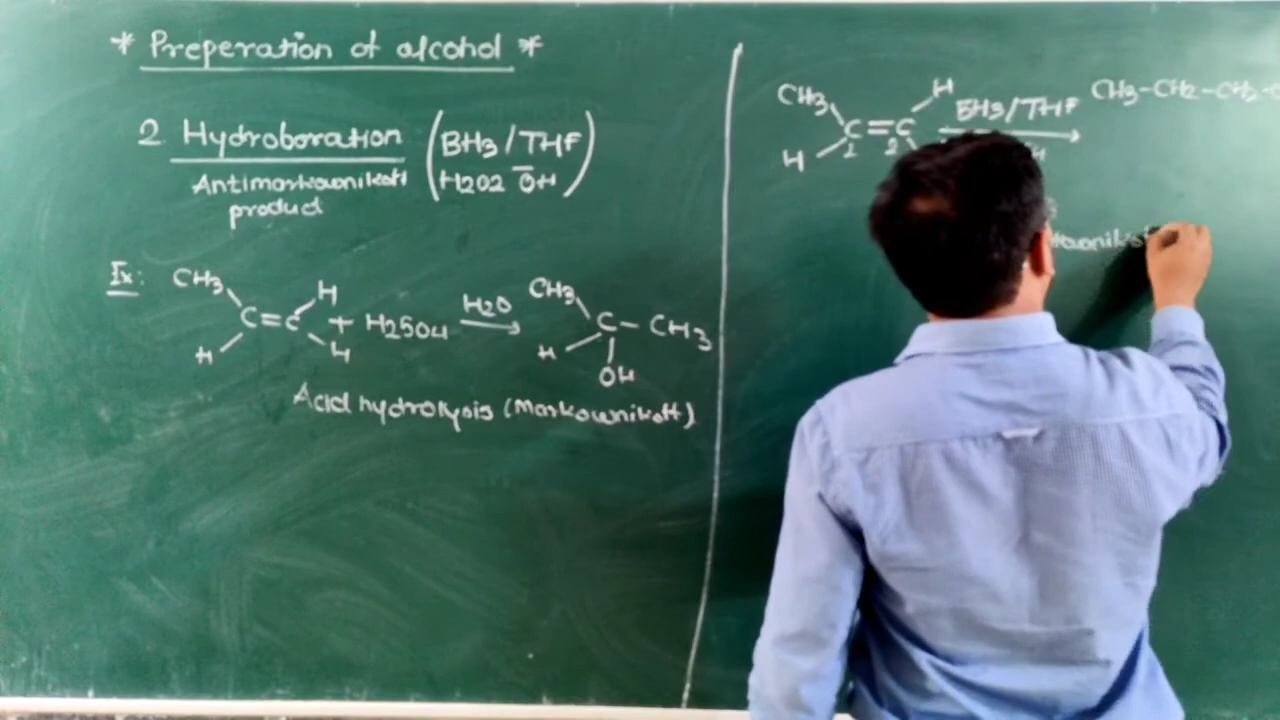 * Preperation of alcohol *
2. Hydroboration (BH3/THF
H2O2 OH)
Antimarkownikoff
product
Ex:
CH3 H
C=C + H2SO4 H2O
H H
CH3
C-CH3
H
OH
Acid hydrolysis (Markownikoff)
CH3 H BH3/THF CH3-CH2-CH2-
C=C
H 1 2